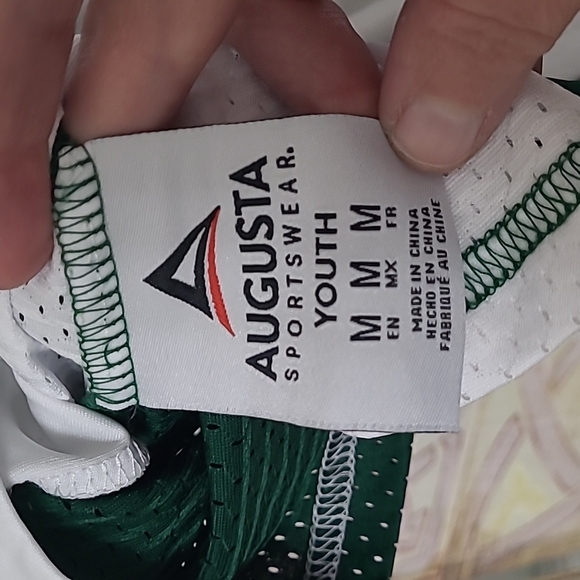 AUGUSTA
SPORTSWEAR.
YOUTH
M M M
EN MX FR
MADE IN CHINA
HECHO EN CHINA
FABRIQUÉ AU CHINE